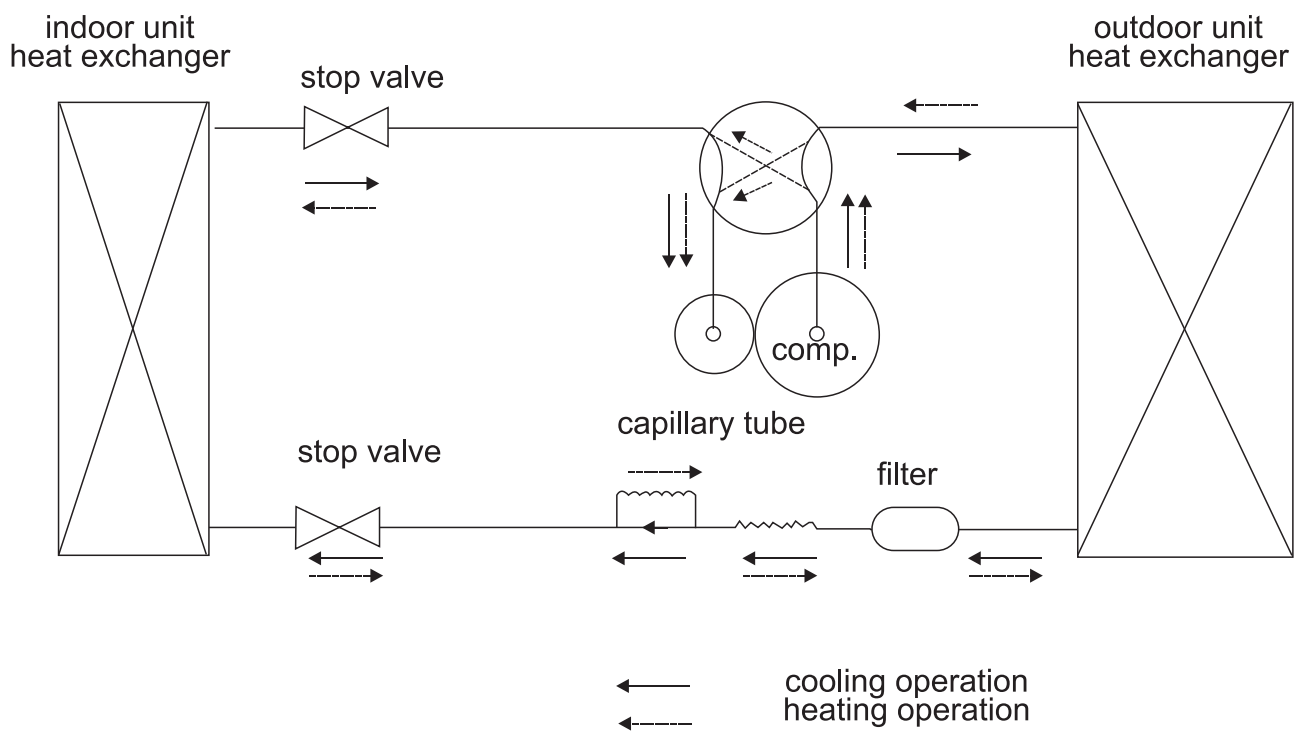 indoor unit
heat exchanger
outdoor unit
heat exchanger
stop valve
comp.
capillary tube
stop valve
filter
cooling operation
heating operation